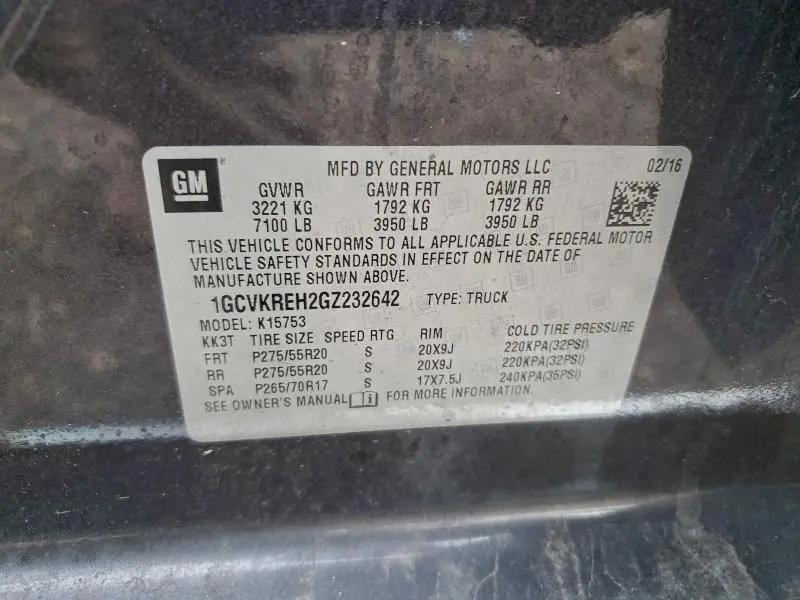 GM
MFD BY GENERAL MOTORS LLC 02/16
GVWR GAWR FRT GAWR RR
3221 KG 1792 KG 1792 KG
7100 LB 3950 LB 3950 LB
THIS VEHICLE CONFORMS TO ALL APPLICABLE U.S. FEDERAL MOTOR
VEHICLE SAFETY STANDARDS IN EFFECT ON THE DATE OF
MANUFACTURE SHOWN ABOVE.
1GCVKREH2GZ232642 TYPE: TRUCK
MODEL: K15753
KK3T TIRE SIZE SPEED RTG RIM COLD TIRE PRESSURE
FRT P275/55R20 S 20X9J 220KPA(32PSI)
RR P275/55R20 S 20X9J 220KPA(32PSI)
SPA P265/70R17 S 17X7.5J 240KPA(35PSI)
SEE OWNER'S MANUAL i FOR MORE INFORMATION.